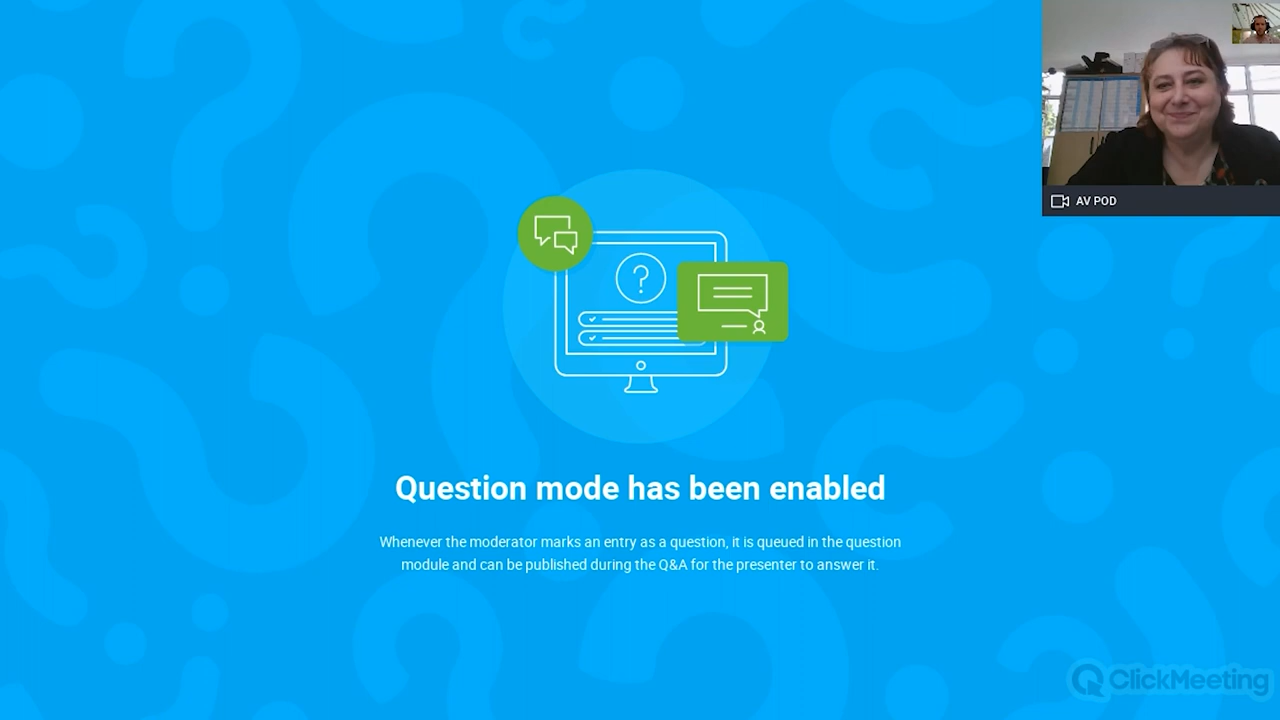 AV POD
Question mode has been enabled
Whenever the moderator marks an entry as a question, it is queued in the question
module and can be published during the Q&A for the presenter to answer it.
ClickMeeting